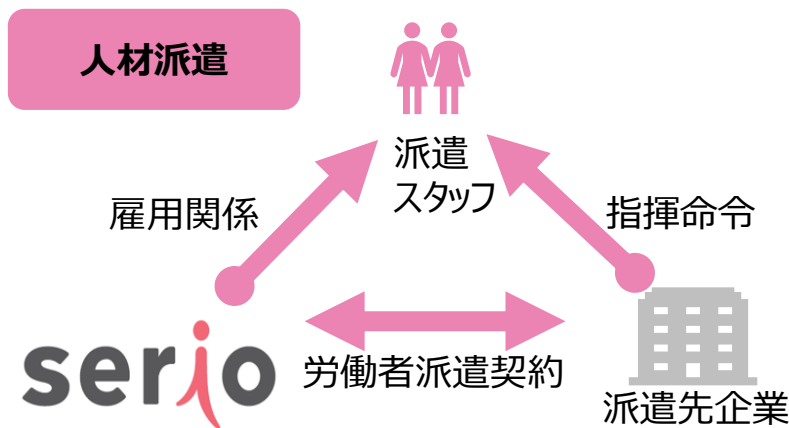 人材派遣
派遣
スタッフ
雇用関係
指揮命令
serio
労働者派遣契約
派遣先企業